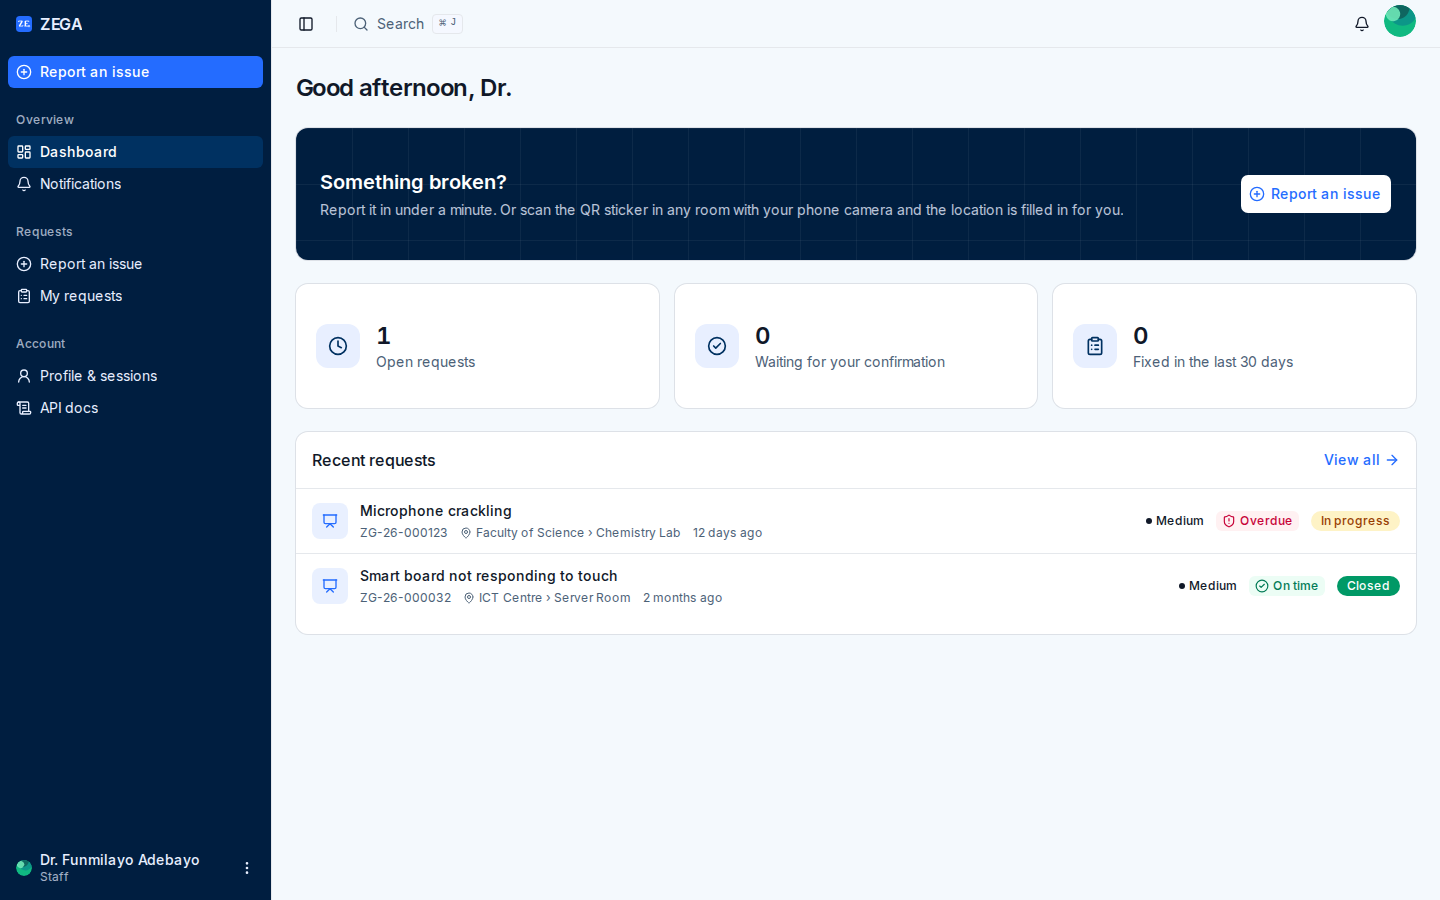 ZEGA
Report an issue
Overview
Dashboard
Notifications
Requests
Report an issue
My requests
Account
Profile & sessions
API docs
Dr. Funmilayo Adebayo
Staff
Search ⌘ J
Good afternoon, Dr.
Something broken?
Report it in under a minute. Or scan the QR sticker in any room with your phone camera and the location is filled in for you.
Report an issue
1
Open requests
0
Waiting for your confirmation
0
Fixed in the last 30 days
Recent requests
View all
Microphone crackling
ZG-26-000123 Faculty of Science › Chemistry Lab 12 days ago
Medium Overdue In progress
Smart board not responding to touch
ZG-26-000032 ICT Centre › Server Room 2 months ago
Medium On time Closed